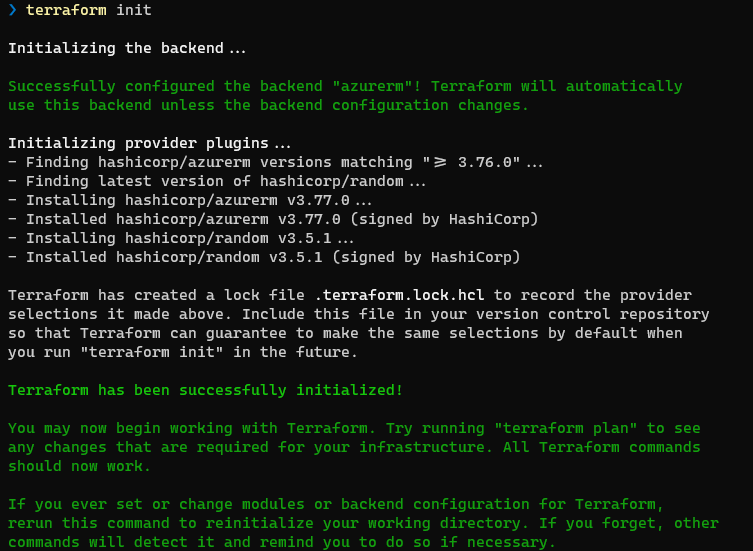 ❯ terraform init
Initializing the backend...
Successfully configured the backend "azurerm"! Terraform will automatically
use this backend unless the backend configuration changes.
Initializing provider plugins...
- Finding hashicorp/azurerm versions matching ">= 3.76.0"...
- Finding latest version of hashicorp/random...
- Installing hashicorp/azurerm v3.77.0...
- Installed hashicorp/azurerm v3.77.0 (signed by HashiCorp)
- Installing hashicorp/random v3.5.1...
- Installed hashicorp/random v3.5.1 (signed by HashiCorp)
Terraform has created a lock file .terraform.lock.hcl to record the provider
selections it made above. Include this file in your version control repository
so that Terraform can guarantee to make the same selections by default when
you run "terraform init" in the future.
Terraform has been successfully initialized!
You may now begin working with Terraform. Try running "terraform plan" to see
any changes that are required for your infrastructure. All Terraform commands
should now work.
If you ever set or change modules or backend configuration for Terraform,
rerun this command to reinitialize your working directory. If you forget, other
commands will detect it and remind you to do so if necessary.